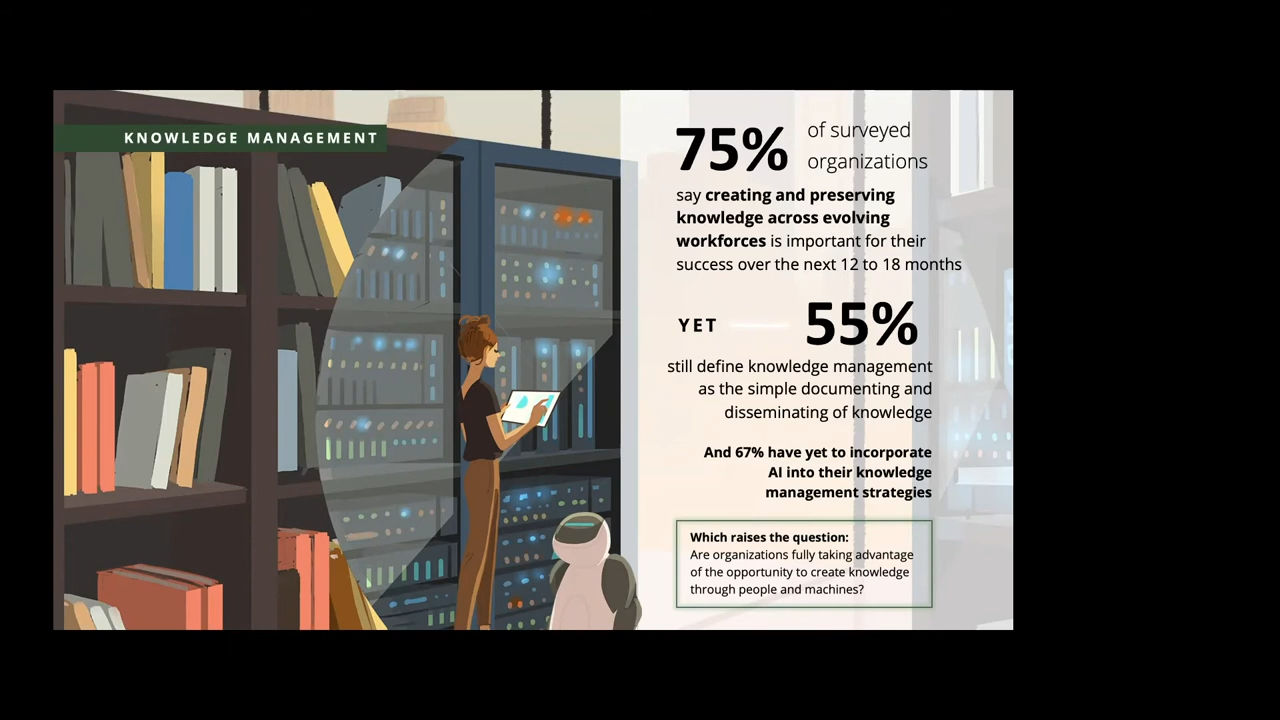 KNOWLEDGE MANAGEMENT
75% of surveyed
organizations
say creating and preserving
knowledge across evolving
workforces is important for their
success over the next 12 to 18 months
YET 55%
still define knowledge management
as the simple documenting and
disseminating of knowledge
And 67% have yet to incorporate
AI into their knowledge
management strategies
Which raises the question:
Are organizations fully taking advantage
of the opportunity to create knowledge
through people and machines?